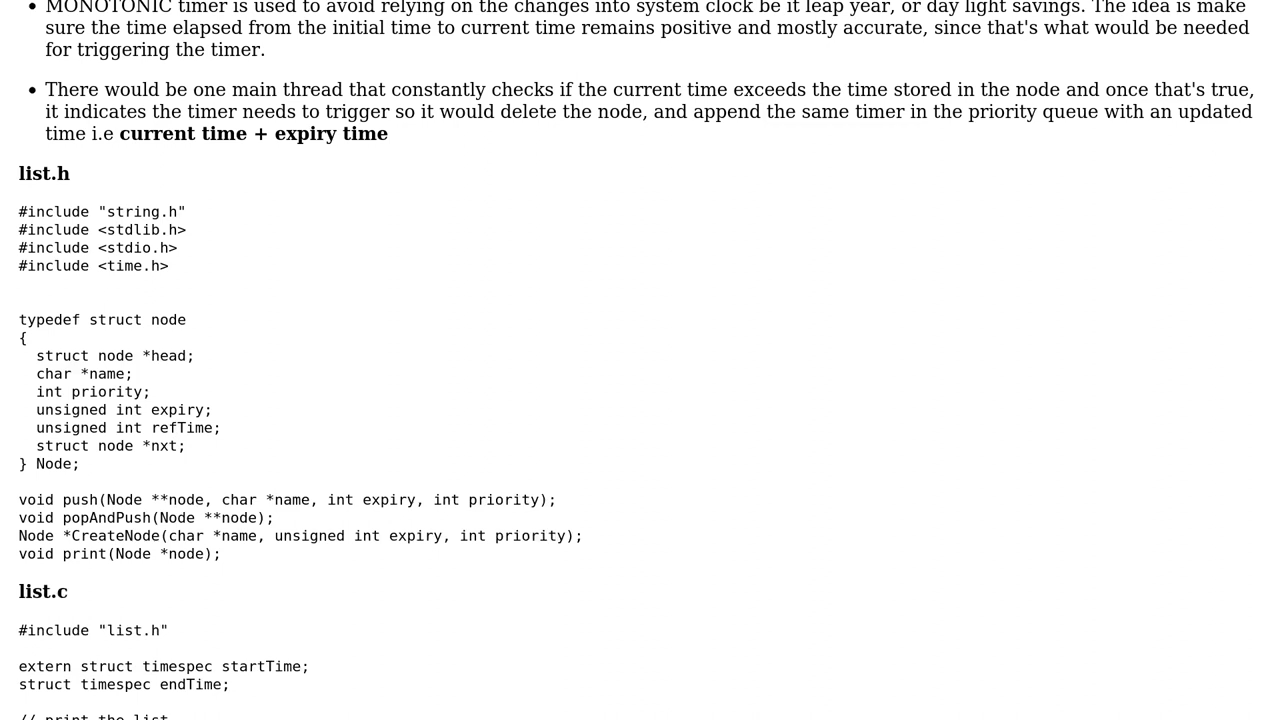 MONOTONIC timer is used to avoid relying on the changes into system clock be it leap year, or day light savings. The idea is make
sure the time elapsed from the initial time to current time remains positive and mostly accurate, since that's what would be needed
for triggering the timer.
There would be one main thread that constantly checks if the current time exceeds the time stored in the node and once that's true,
it indicates the timer needs to trigger so it would delete the node, and append the same timer in the priority queue with an updated
time i.e current time + expiry time
list.h
#include "string.h"
#include <stdlib.h>
#include <stdio.h>
#include <time.h>
typedef struct node
{
  struct node *head;
  char *name;
  int priority;
  unsigned int expiry;
  unsigned int refTime;
  struct node *nxt;
} Node;
void push(Node **node, char *name, int expiry, int priority);
void popAndPush(Node **node);
Node *CreateNode(char *name, unsigned int expiry, int priority);
void print(Node *node);
list.c
#include "list.h"
extern struct timespec startTime;
struct timespec endTime;
// print the list